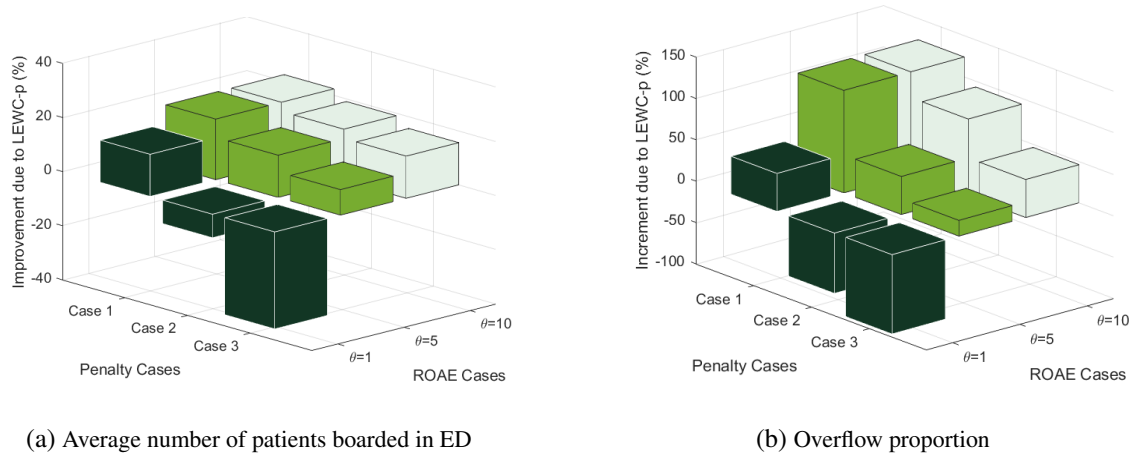 Improvement due to LEWC-p (%)
40
20
0
-20
-40
Case 1
Case 2
Case 3
Penalty Cases
θ=1
θ=5
θ=10
ROAE Cases
(a) Average number of patients boarded in ED
Increment due to LEWC-p (%)
150
100
50
0
-50
-100
Case 1
Case 2
Case 3
Penalty Cases
θ=1
θ=5
θ=10
ROAE Cases
(b) Overflow proportion